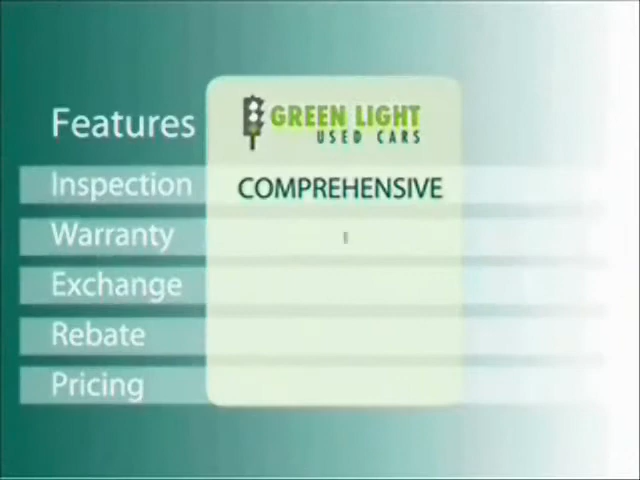 Features
GREEN LIGHT
USED CARS
Inspection COMPREHENSIVE
Warranty
Exchange
Rebate
Pricing